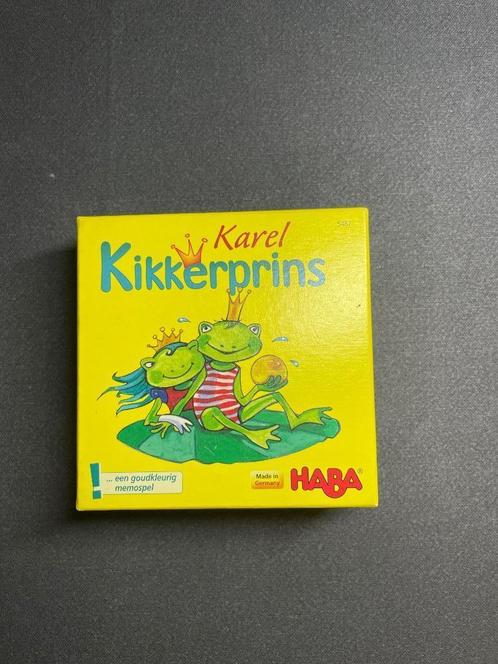 Karel
Kikkerprins
! ... een goudkleurig
memospel
Made in
Germany
HABA®